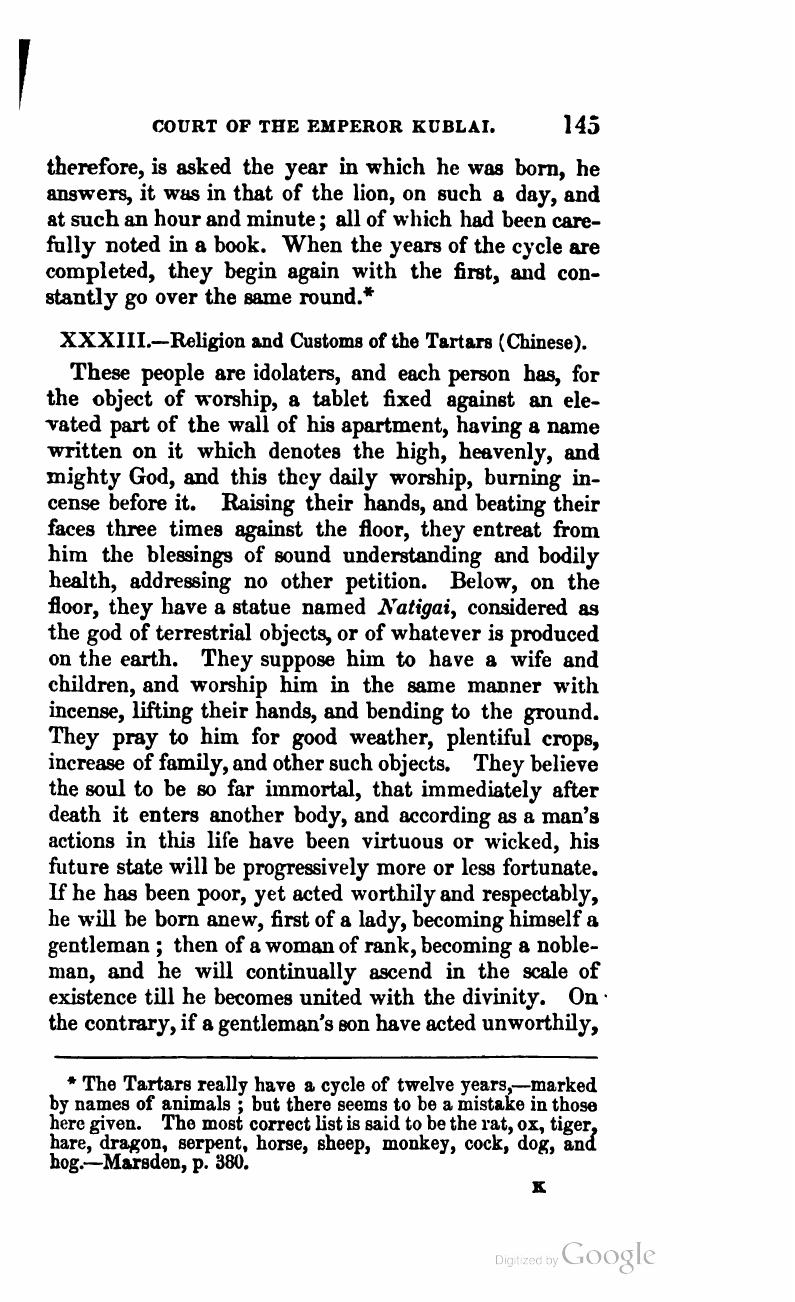 COURT OF THE EMPEROR KUBLAI. 145
therefore, is asked the year in which he was born, he
answers, it was in that of the lion, on such a day, and
at such an hour and minute; all of which had been care-
fully noted in a book. When the years of the cycle are
completed, they begin again with the first, and con-
stantly go over the same round.*
XXXIII.—Religion and Customs of the Tartars (Chinese).
These people are idolaters, and each person has, for
the object of worship, a tablet fixed against an ele-
vated part of the wall of his apartment, having a name
written on it which denotes the high, heavenly, and
mighty God, and this they daily worship, burning in-
cense before it. Raising their hands, and beating their
faces three times against the floor, they entreat from
him the blessings of sound understanding and bodily
health, addressing no other petition. Below, on the
floor, they have a statue named Natigai, considered as
the god of terrestrial objects, or of whatever is produced
on the earth. They suppose him to have a wife and
children, and worship him in the same manner with
incense, lifting their hands, and bending to the ground.
They pray to him for good weather, plentiful crops,
increase of family, and other such objects. They believe
the soul to be so far immortal, that immediately after
death it enters another body, and according as a man's
actions in this life have been virtuous or wicked, his
future state will be progressively more or less fortunate.
If he has been poor, yet acted worthily and respectably,
he will be born anew, first of a lady, becoming himself a
gentleman; then of a woman of rank, becoming a noble-
man, and he will continually ascend in the scale of
existence till he becomes united with the divinity. On
the contrary, if a gentleman's son have acted unworthily,
* The Tartars really have a cycle of twelve years,—marked
by names of animals; but there seems to be a mistake in those
here given. The most correct list is said to be the rat, ox, tiger,
hare, dragon, serpent, horse, sheep, monkey, cock, dog, and
hog.—Marsden, p. 380.
K
Digitized by Google